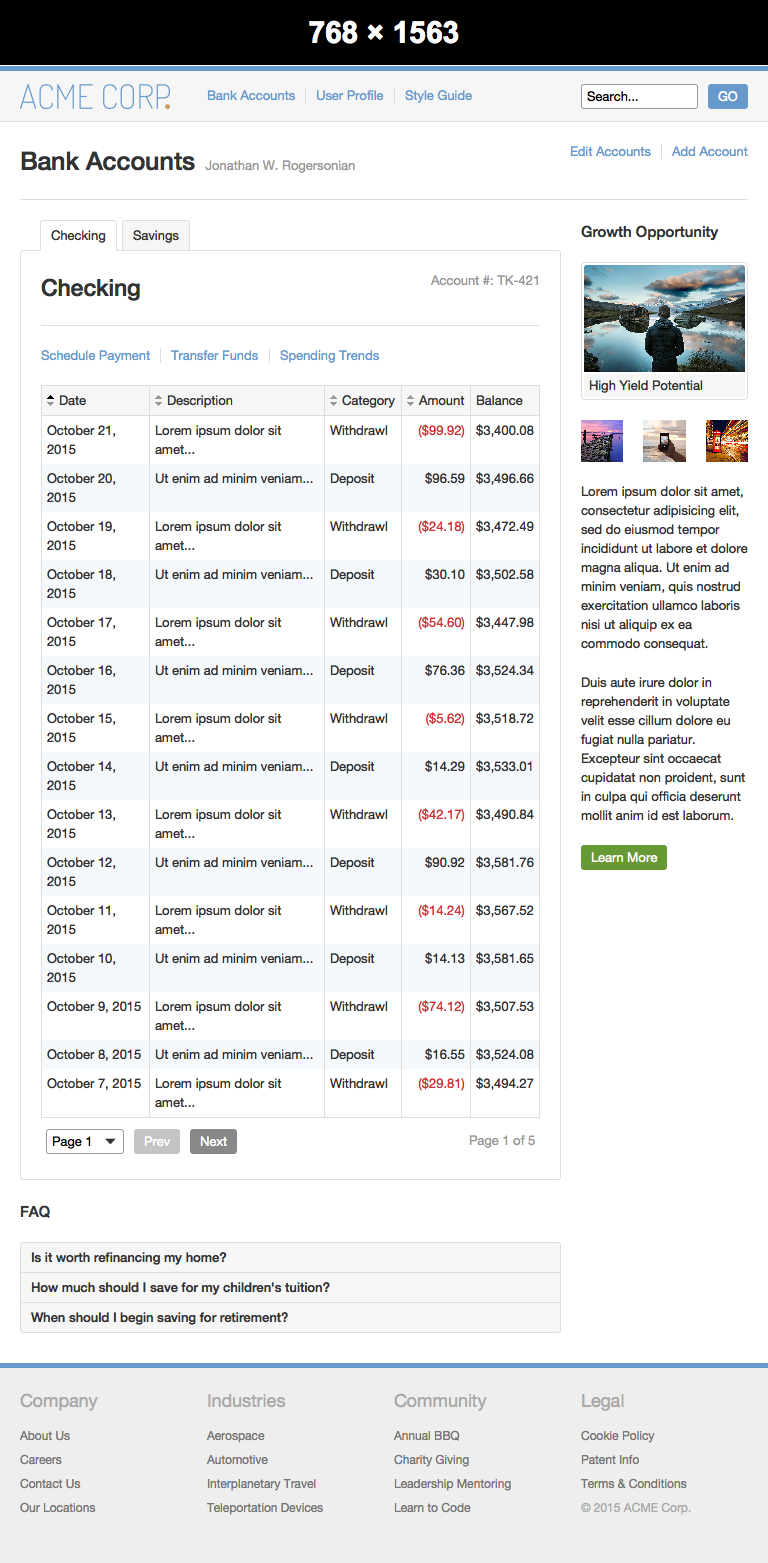 768 × 1563
ACME CORP.
Bank Accounts
User Profile
Style Guide
Search...
GO
Bank Accounts Jonathan W. Rogersonian
Edit Accounts
Add Account
Checking
Savings
Checking
Account #: TK-421
Schedule Payment
Transfer Funds
Spending Trends
Date Description Category Amount Balance
October 21, Lorem ipsum dolor sit Withdrawl ($99.92) $3,400.08
2015 amet...
October 20, Ut enim ad minim veniam... Deposit $96.59 $3,496.66
2015
October 19, Lorem ipsum dolor sit Withdrawl ($24.18) $3,472.49
2015 amet...
October 18, Ut enim ad minim veniam... Deposit $30.10 $3,502.58
2015
October 17, Lorem ipsum dolor sit Withdrawl ($54.60) $3,447.98
2015 amet...
October 16, Ut enim ad minim veniam... Deposit $76.36 $3,524.34
2015
October 15, Lorem ipsum dolor sit Withdrawl ($5.62) $3,518.72
2015 amet...
October 14, Ut enim ad minim veniam... Deposit $14.29 $3,533.01
2015
October 13, Lorem ipsum dolor sit Withdrawl ($42.17) $3,490.84
2015 amet...
October 12, Ut enim ad minim veniam... Deposit $90.92 $3,581.76
2015
October 11, Lorem ipsum dolor sit Withdrawl ($14.24) $3,567.52
2015 amet...
October 10, Ut enim ad minim veniam... Deposit $14.13 $3,581.65
2015
October 9, 2015 Lorem ipsum dolor sit Withdrawl ($74.12) $3,507.53
amet...
October 8, 2015 Ut enim ad minim veniam... Deposit $16.55 $3,524.08
October 7, 2015 Lorem ipsum dolor sit Withdrawl ($29.81) $3,494.27
amet...
Page 1
Prev
Next
Page 1 of 5
Growth Opportunity
High Yield Potential
Lorem ipsum dolor sit amet,
consectetur adipisicing elit,
sed do eiusmod tempor
incididunt ut labore et dolore
magna aliqua. Ut enim ad
minim veniam, quis nostrud
exercitation ullamco laboris
nisi ut aliquip ex ea
commodo consequat.
Duis aute irure dolor in
reprehenderit in voluptate
velit esse cillum dolore eu
fugiat nulla pariatur.
Excepteur sint occaecat
cupidatat non proident, sunt
in culpa qui officia deserunt
mollit anim id est laborum.
Learn More
FAQ
Is it worth refinancing my home?
How much should I save for my children's tuition?
When should I begin saving for retirement?
Company
About Us
Careers
Contact Us
Our Locations
Industries
Aerospace
Automotive
Interplanetary Travel
Teleportation Devices
Community
Annual BBQ
Charity Giving
Leadership Mentoring
Learn to Code
Legal
Cookie Policy
Patent Info
Terms & Conditions
© 2015 ACME Corp.